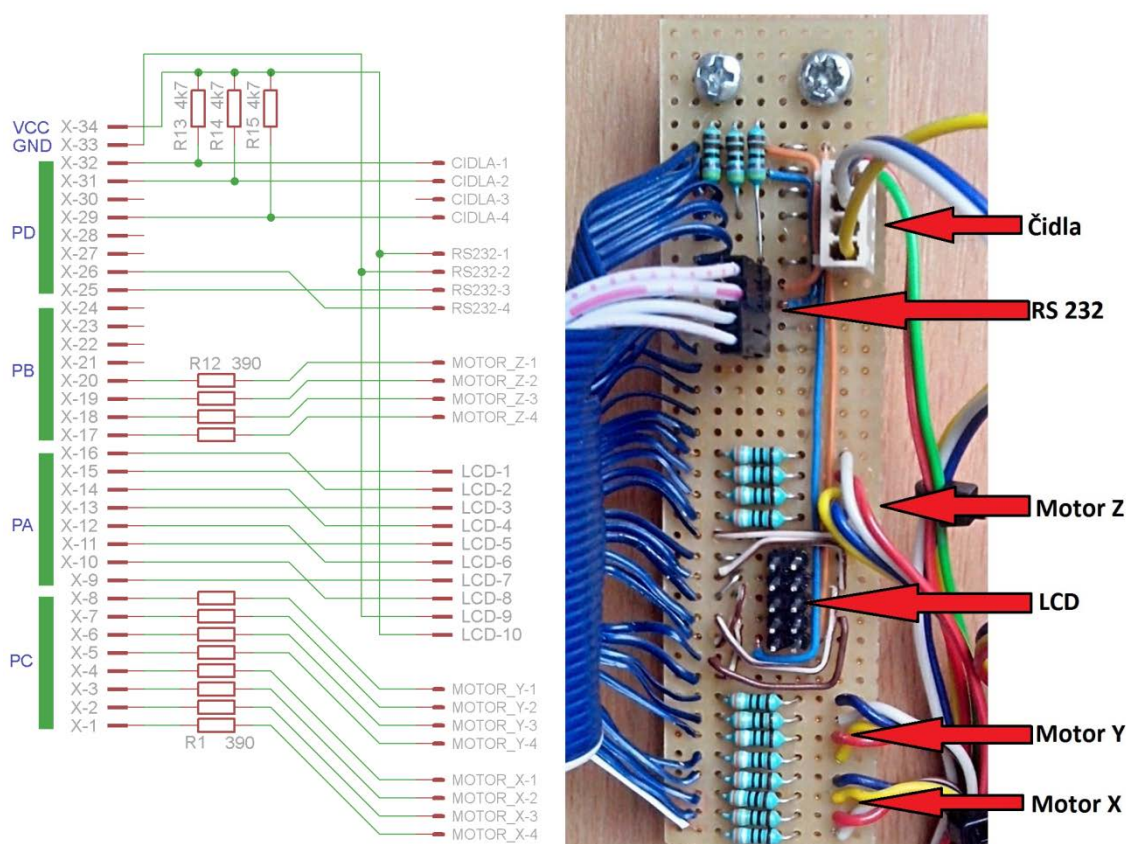 VCC
GND
PD
PB
PA
PC
X-34
X-33
X-32
X-31
X-30
X-29
X-28
X-27
X-26
X-25
X-24
X-23
X-22
X-21
X-20
X-19
X-18
X-17
X-16
X-15
X-14
X-13
X-12
X-11
X-10
X-9
X-8
X-7
X-6
X-5
X-4
X-3
X-2
X-1
R13 4k7
R14 4k7
R15 4k7
R12 390
R1 390
CIDLA-1
CIDLA-2
CIDLA-3
CIDLA-4
RS232-1
RS232-2
RS232-3
RS232-4
MOTOR_Z-1
MOTOR_Z-2
MOTOR_Z-3
MOTOR_Z-4
LCD-1
LCD-2
LCD-3
LCD-4
LCD-5
LCD-6
LCD-7
LCD-8
LCD-9
LCD-10
MOTOR_Y-1
MOTOR_Y-2
MOTOR_Y-3
MOTOR_Y-4
MOTOR_X-1
MOTOR_X-2
MOTOR_X-3
MOTOR_X-4
Čidla
RS 232
Motor Z
LCD
Motor Y
Motor X